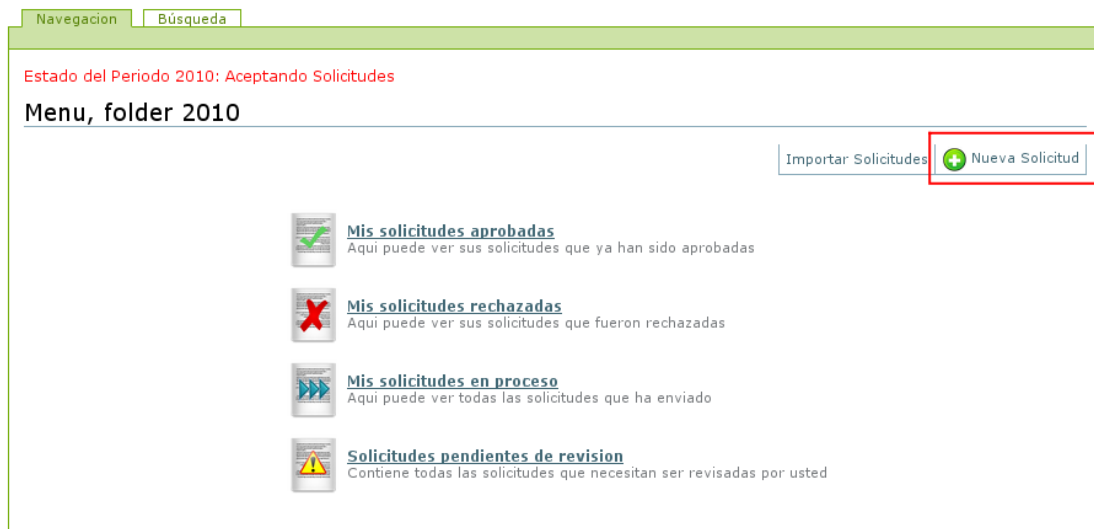 Navegacion Búsqueda
Estado del Periodo 2010: Aceptando Solicitudes
Menu, folder 2010
Importar Solicitudes Nueva Solicitud
Mis solicitudes aprobadas
Aqui puede ver sus solicitudes que ya han sido aprobadas
Mis solicitudes rechazadas
Aqui puede ver sus solicitudes que fueron rechazadas
Mis solicitudes en proceso
Aqui puede ver todas las solicitudes que ha enviado
Solicitudes pendientes de revision
Contiene todas las solicitudes que necesitan ser revisadas por usted